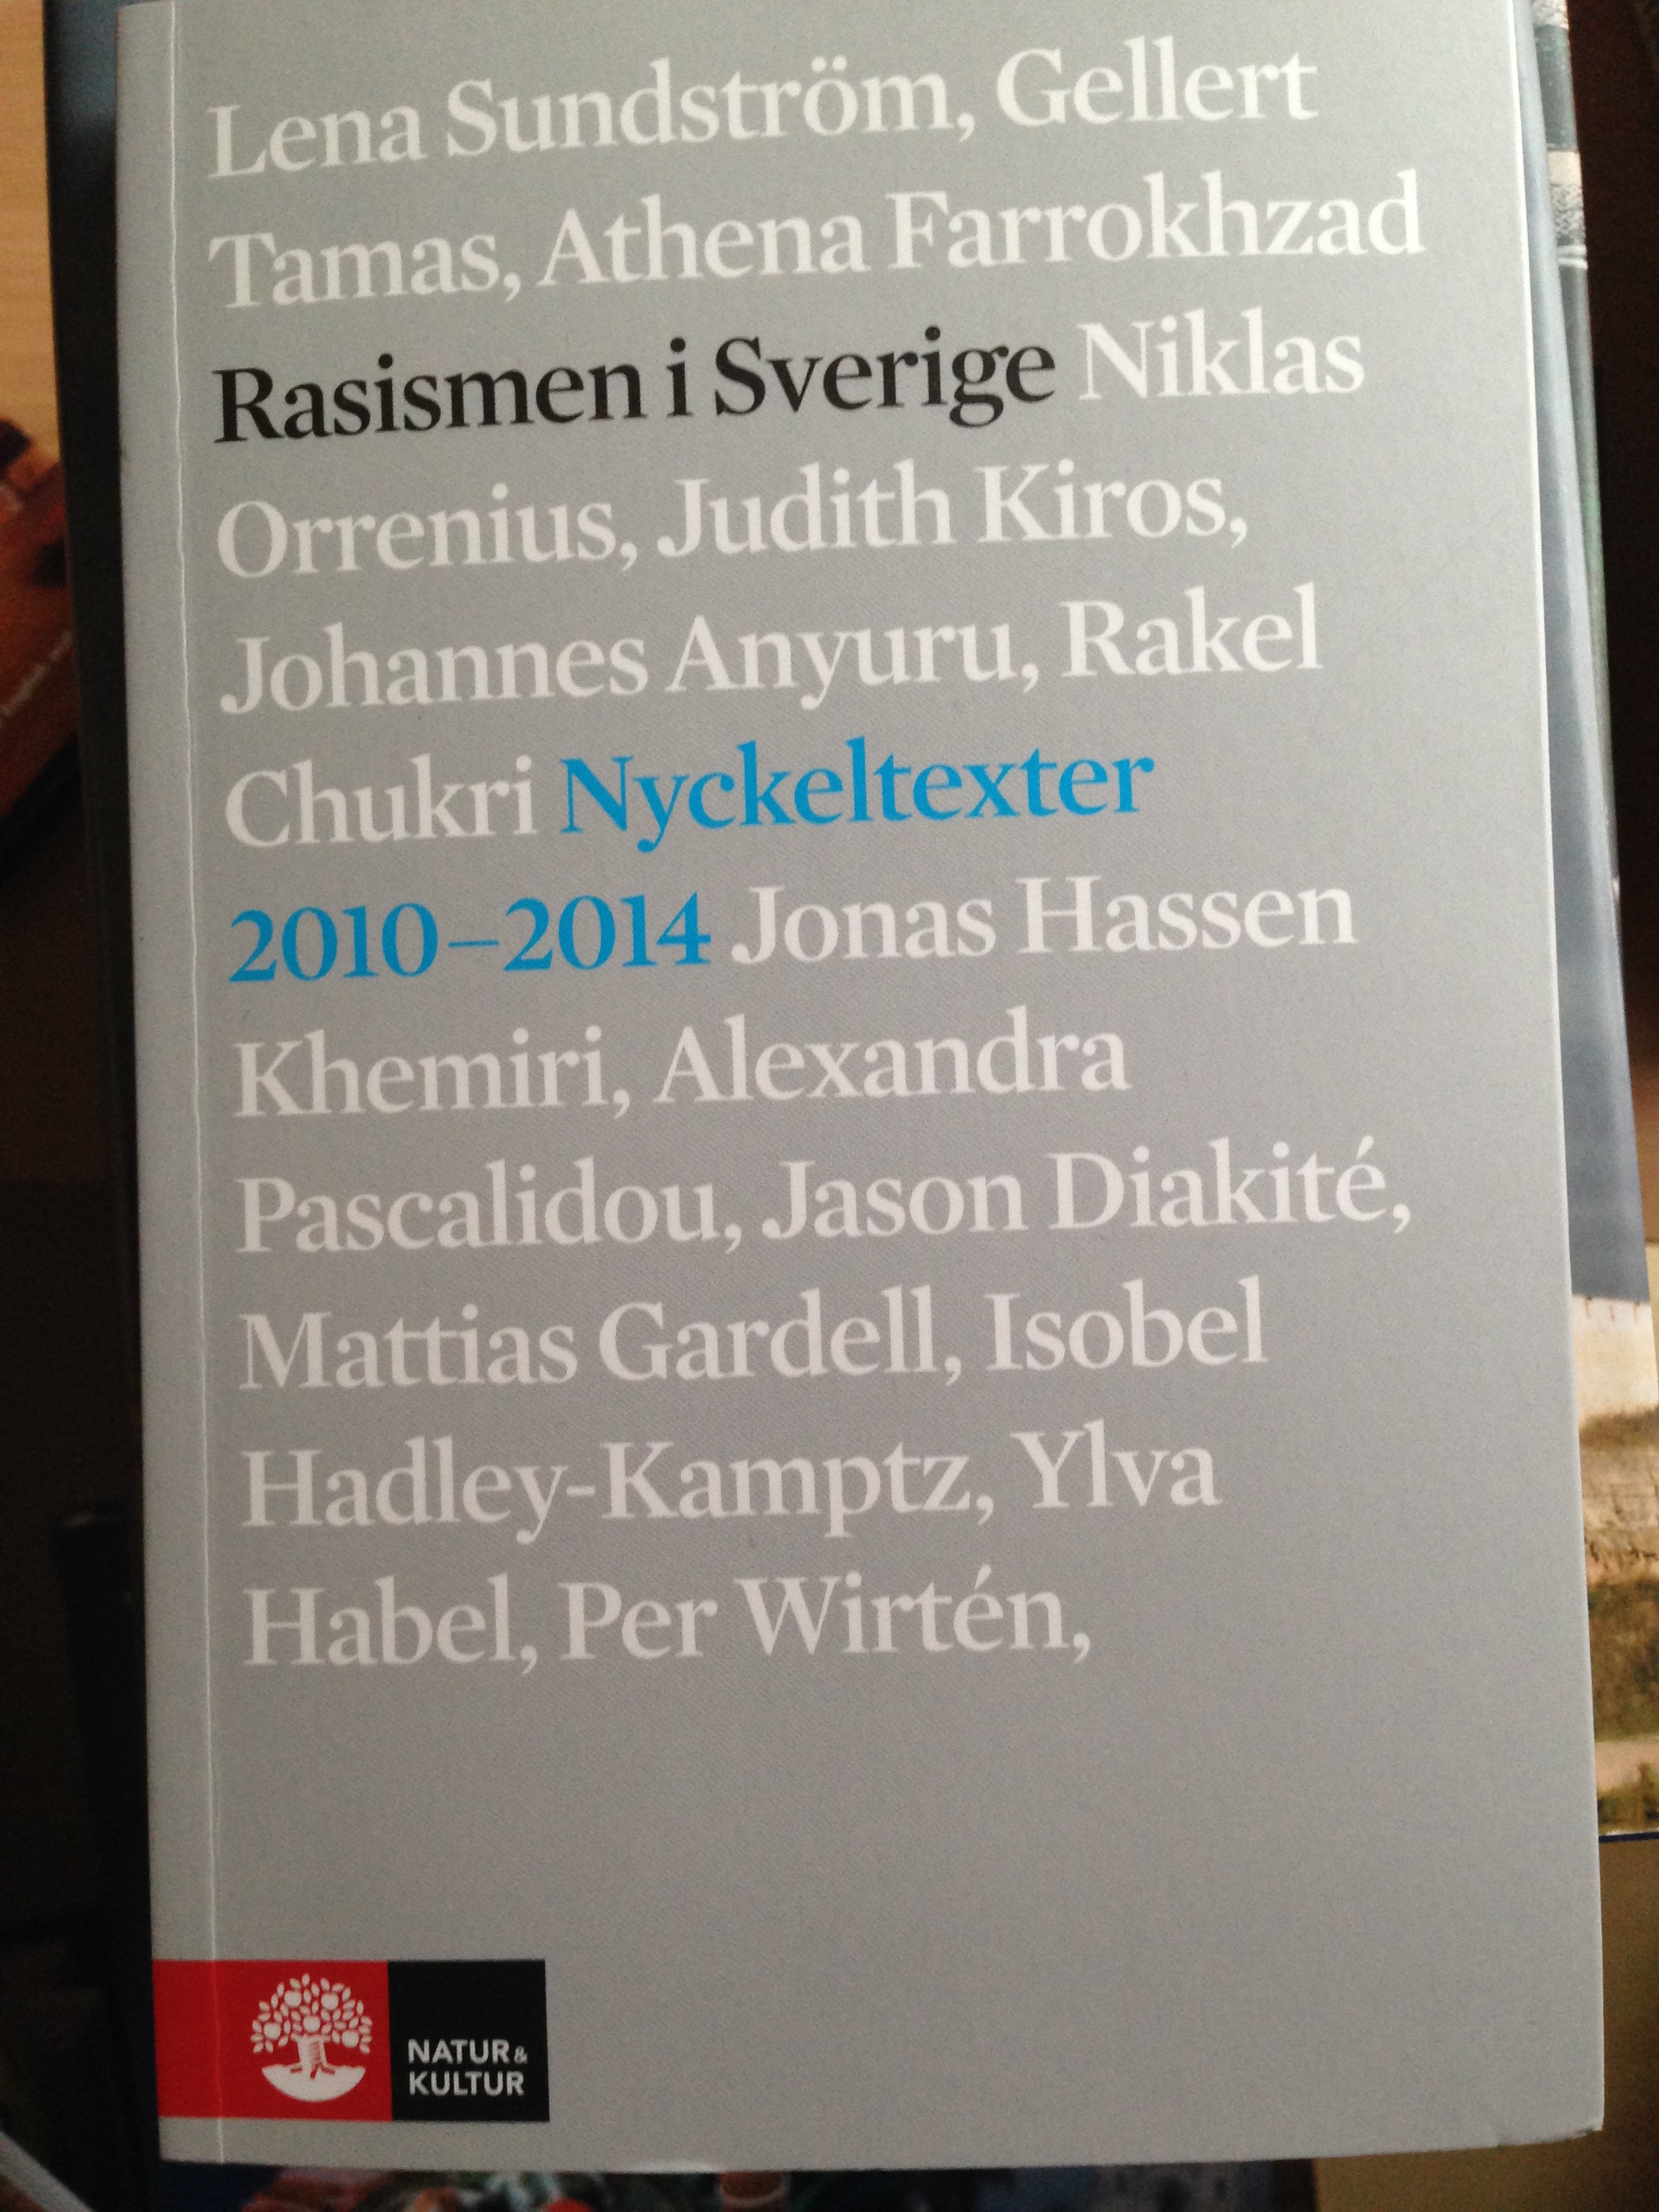 Lena Sundström, Gellert
Tamas, Athena Farrokhzad
Rasismen i Sverige Niklas
Orrenius, Judith Kiros,
Johannes Anyuru, Rakel
Chukri Nyckeltexter
2010–2014 Jonas Hassen
Khemiri, Alexandra
Pascalidou, Jason Diakité,
Mattias Gardell, Isobel
Hadley-Kamptz, Ylva
Habel, Per Wirtén,
NATUR &
KULTUR